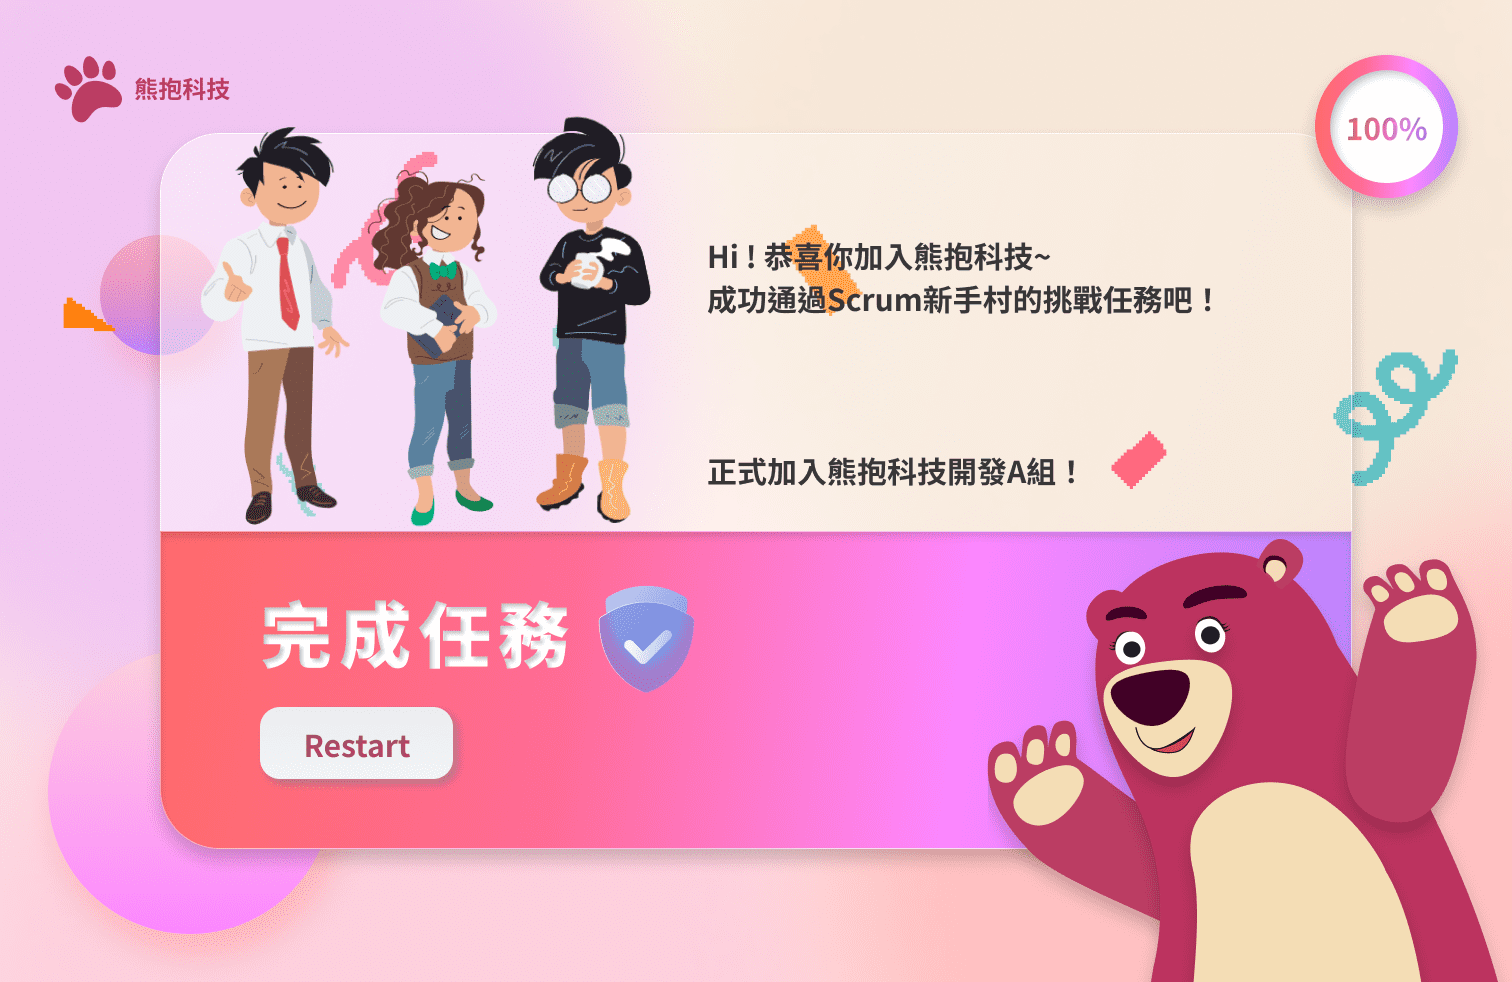 熊抱科技
100%
Hi！恭喜你加入熊抱科技~
成功通過Scrum新手村的挑戰任務吧！
正式加入熊抱科技開發A組！
完成任務
Restart